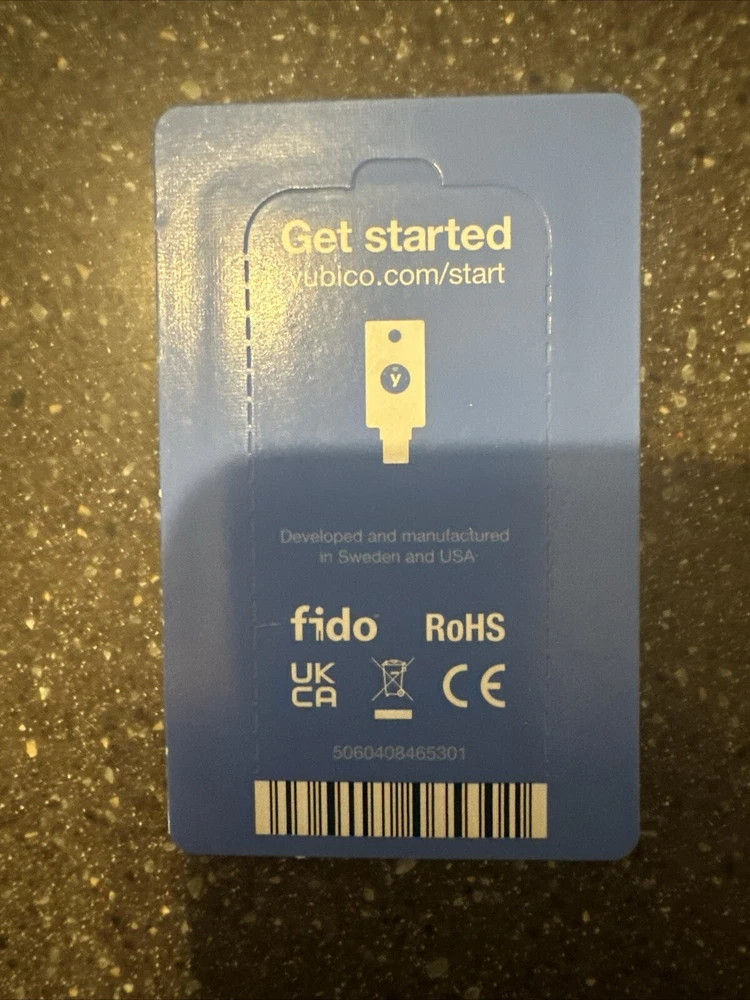 Get started
yubico.com/start
y
Developed and manufactured
in Sweden and USA
fido RoHS
UK
CA CE
5060408465301